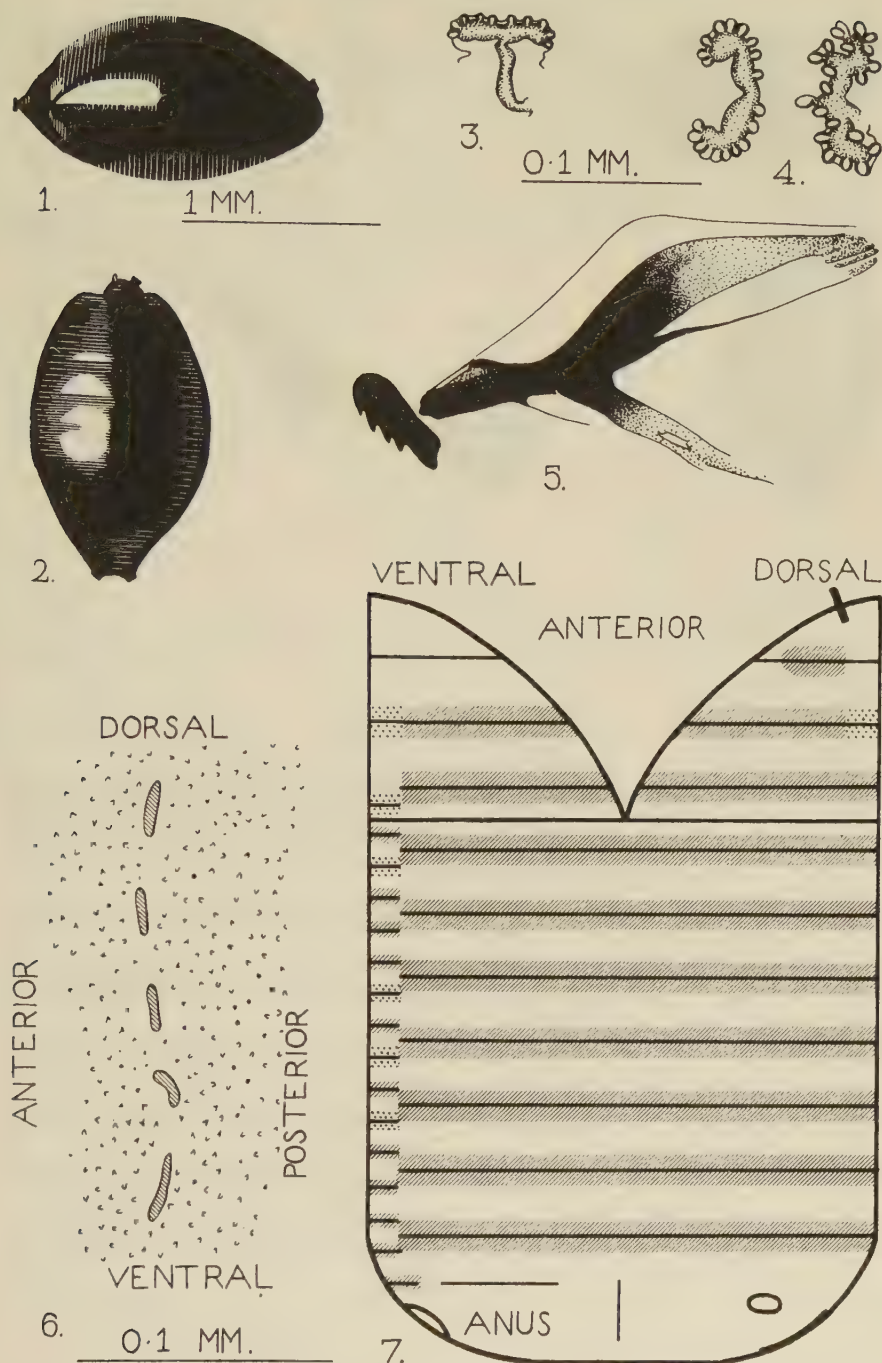 1.
1 MM.
2.
3.
0·1 MM.
4.
5.
VENTRAL
DORSAL
ANTERIOR
DORSAL
ANTERIOR
POSTERIOR
VENTRAL
6.
0·1 MM.
7.
ANUS